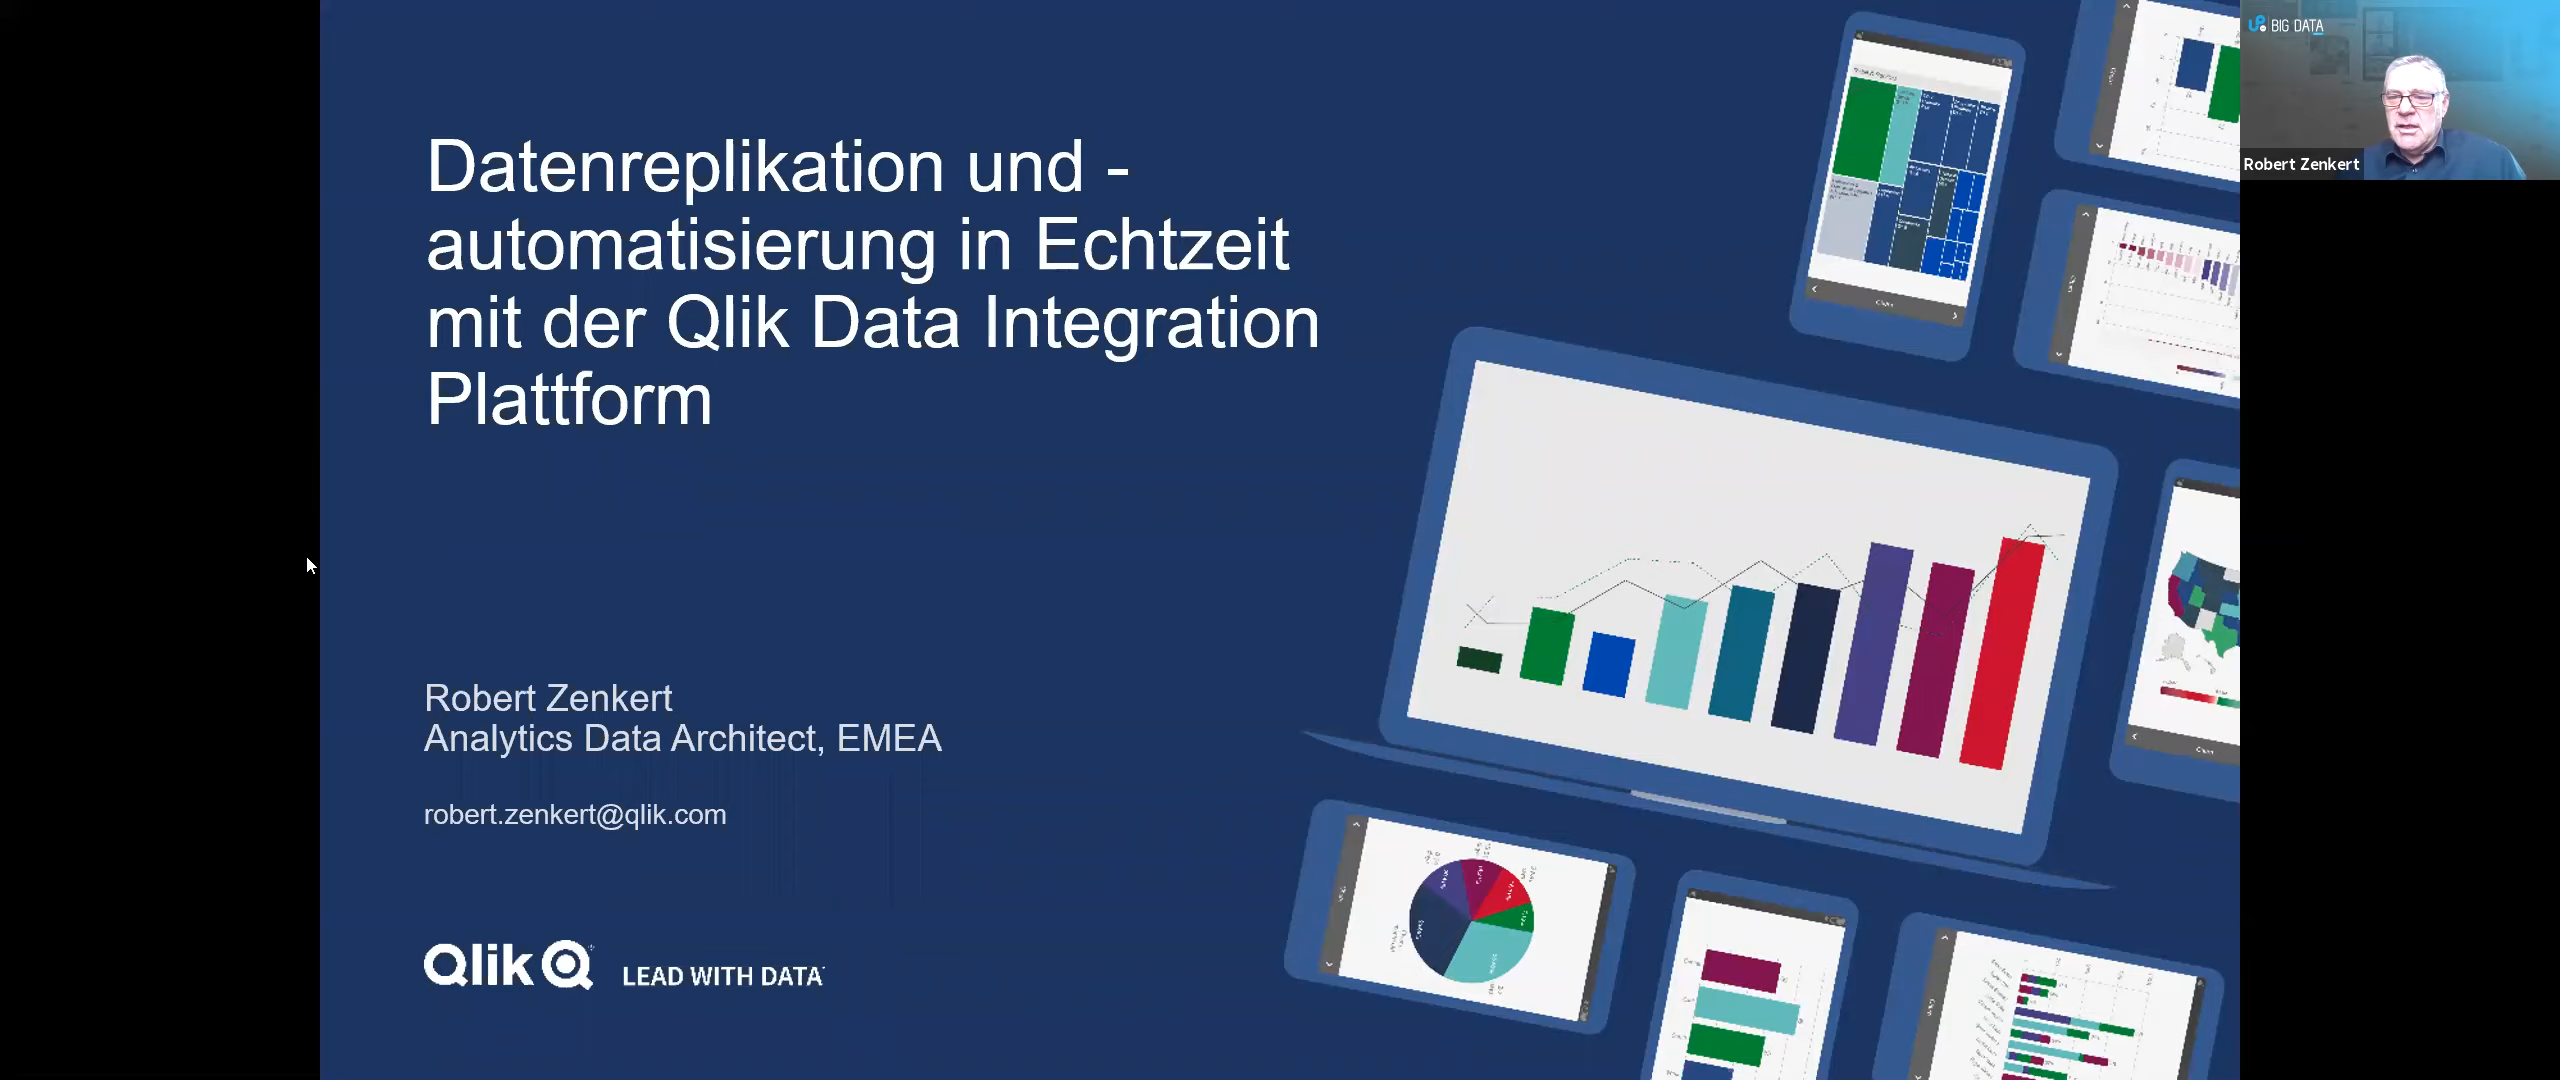 Datenreplikation und -
automatisierung in Echtzeit
mit der Qlik Data Integration
Plattform
Robert Zenkert
Analytics Data Architect, EMEA
robert.zenkert@qlik.com
Qlik
LEAD WITH DATA
BIG DATA
Robert Zenkert